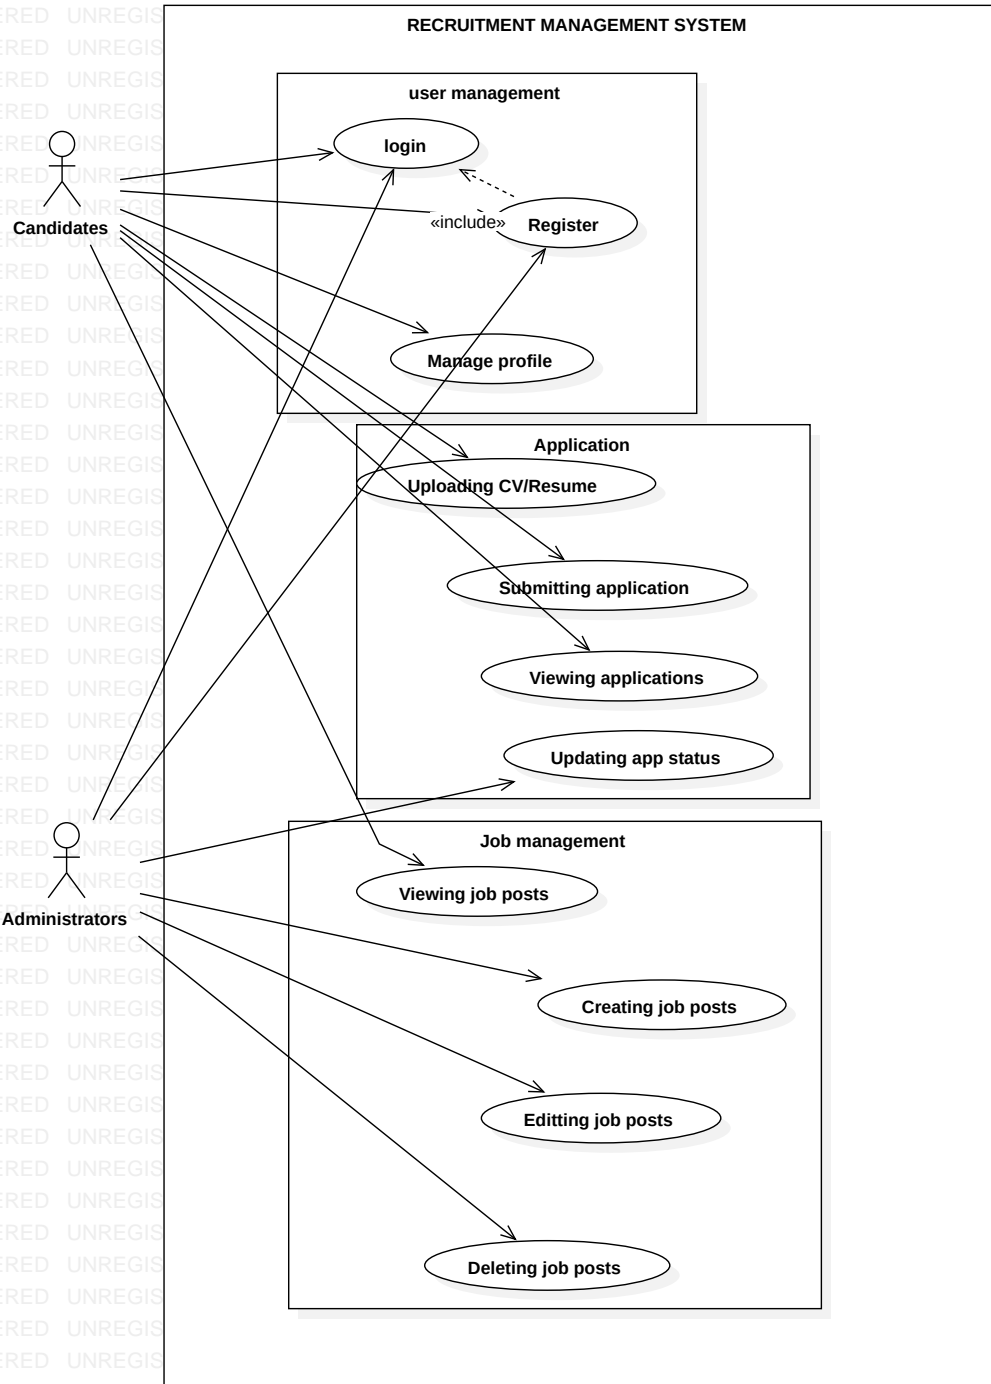 RECRUITMENT MANAGEMENT SYSTEM
user management
login
Candidates
«include»
Register
Manage profile
Application
Uploading CV/Resume
Submitting application
Viewing applications
Updating app status
Administrators
Job management
Viewing job posts
Creating job posts
Editting job posts
Deleting job posts